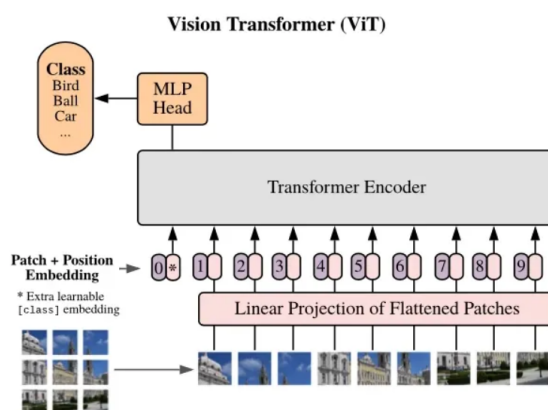 Vision Transformer (ViT)
Class
Bird
Ball
Car
...
MLP
Head
Transformer Encoder
Patch + Position
Embedding
0 * 1 2 3 4 5 6 7 8 9
* Extra learnable
[class] embedding
Linear Projection of Flattened Patches